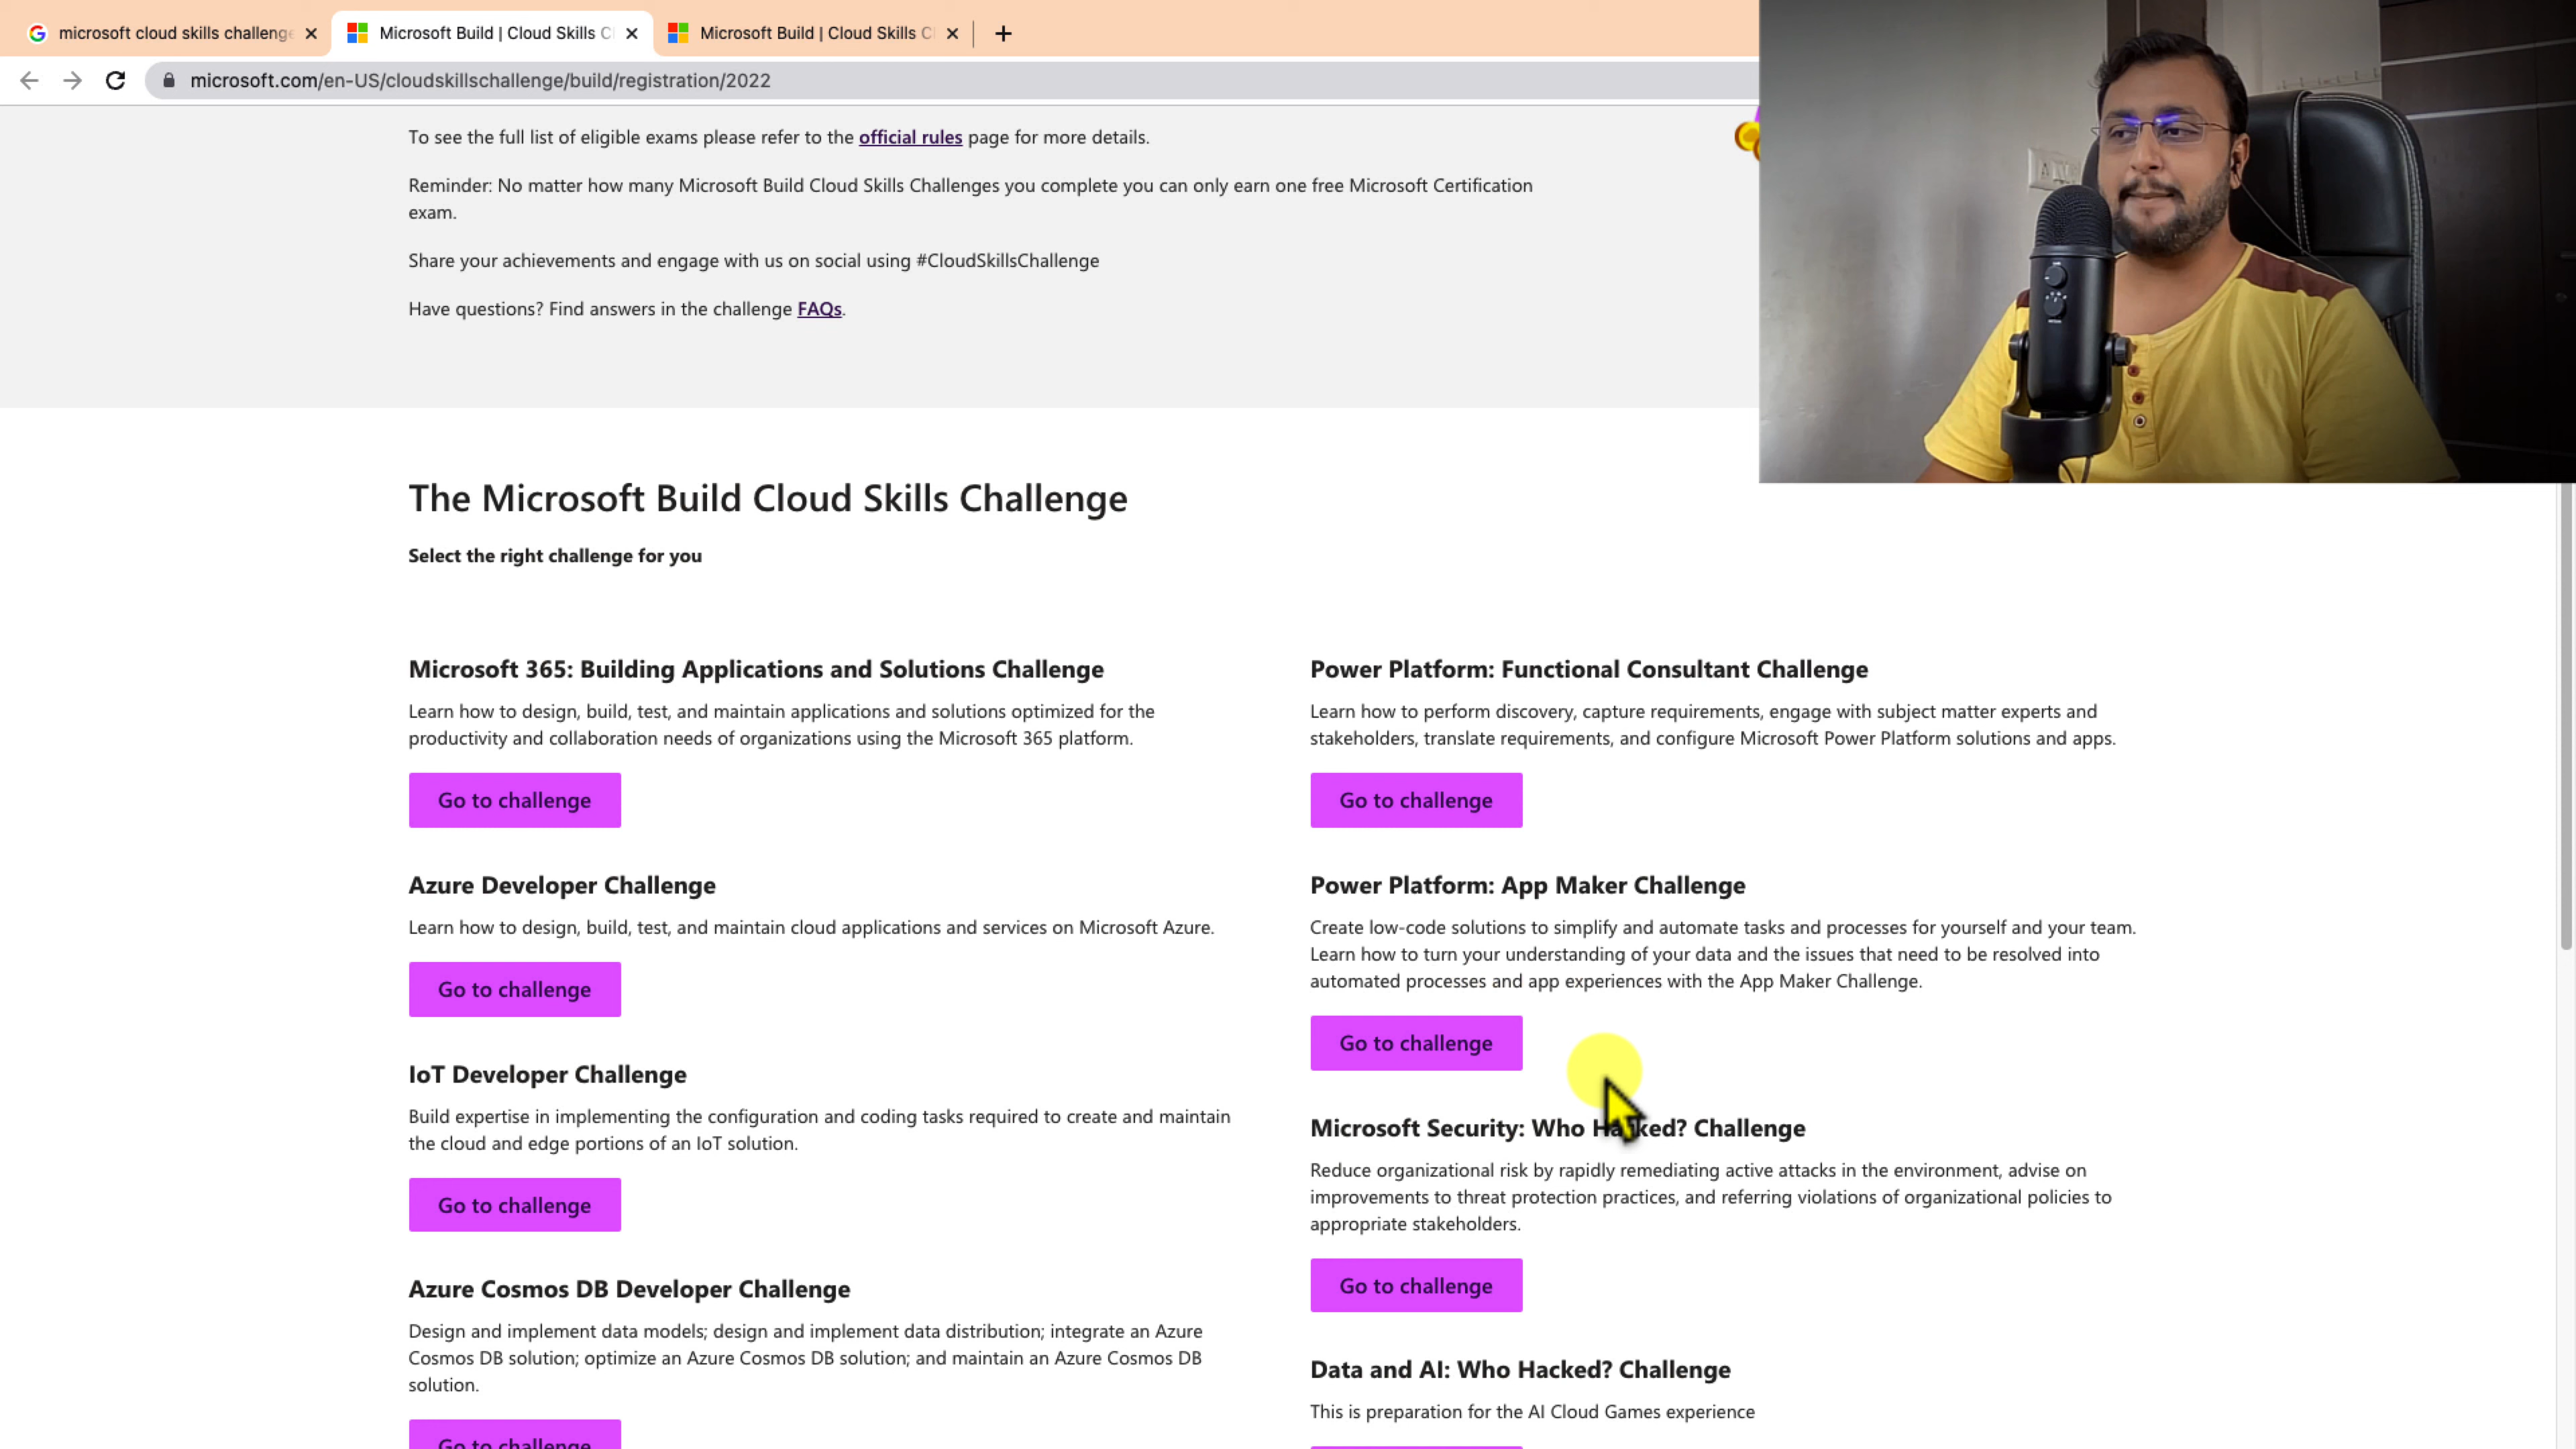 microsoft cloud skills challenge
Microsoft Build | Cloud Skills C
Microsoft Build | Cloud Skills C
microsoft.com/en-US/cloudskillschallenge/build/registration/2022
To see the full list of eligible exams please refer to the official rules page for more details.
Reminder: No matter how many Microsoft Build Cloud Skills Challenges you complete you can only earn one free Microsoft Certification
exam.
Share your achievements and engage with us on social using #CloudSkillsChallenge
Have questions? Find answers in the challenge FAQs.
The Microsoft Build Cloud Skills Challenge
Select the right challenge for you
Microsoft 365: Building Applications and Solutions Challenge
Learn how to design, build, test, and maintain applications and solutions optimized for the
productivity and collaboration needs of organizations using the Microsoft 365 platform.
Go to challenge
Azure Developer Challenge
Learn how to design, build, test, and maintain cloud applications and services on Microsoft Azure.
Go to challenge
IoT Developer Challenge
Build expertise in implementing the configuration and coding tasks required to create and maintain
the cloud and edge portions of an IoT solution.
Go to challenge
Azure Cosmos DB Developer Challenge
Design and implement data models; design and implement data distribution; integrate an Azure
Cosmos DB solution; optimize an Azure Cosmos DB solution; and maintain an Azure Cosmos DB
solution.
Go to challenge
Power Platform: Functional Consultant Challenge
Learn how to perform discovery, capture requirements, engage with subject matter experts and
stakeholders, translate requirements, and configure Microsoft Power Platform solutions and apps.
Go to challenge
Power Platform: App Maker Challenge
Create low-code solutions to simplify and automate tasks and processes for yourself and your team.
Learn how to turn your understanding of your data and the issues that need to be resolved into
automated processes and app experiences with the App Maker Challenge.
Go to challenge
Microsoft Security: Who Hacked? Challenge
Reduce organizational risk by rapidly remediating active attacks in the environment, advise on
improvements to threat protection practices, and referring violations of organizational policies to
appropriate stakeholders.
Go to challenge
Data and AI: Who Hacked? Challenge
This is preparation for the AI Cloud Games experience